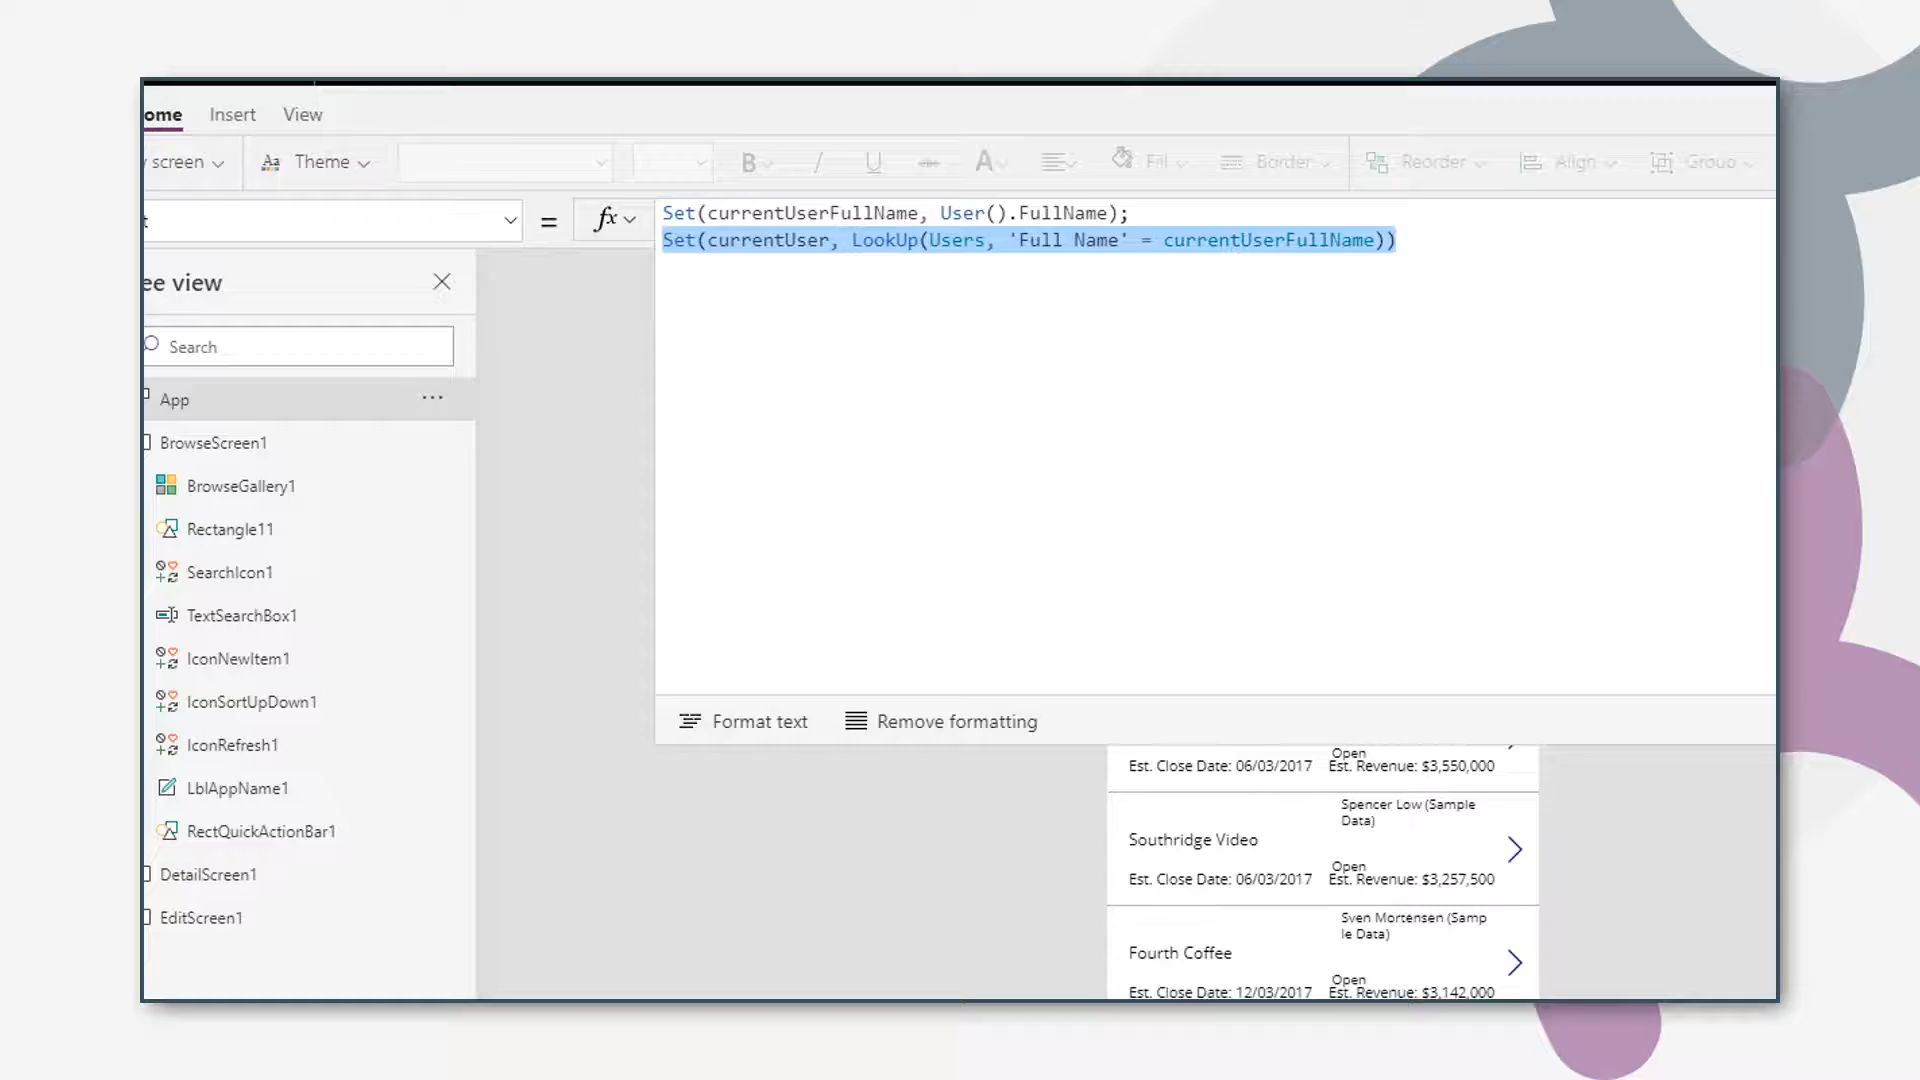 ome Insert View
screen Theme B / U abc A Fill Border Reorder Align Group
t = fx
Set(currentUserFullName, User().FullName);
Set(currentUser, LookUp(Users, 'Full Name' = currentUserFullName))
ee view
Search
App ...
BrowseScreen1
BrowseGallery1
Rectangle11
SearchIcon1
TextSearchBox1
IconNewItem1
IconSortUpDown1
IconRefresh1
LblAppName1
RectQuickActionBar1
DetailScreen1
EditScreen1
Format text Remove formatting
Open
Est. Close Date: 06/03/2017 Est. Revenue: $3,550,000
Spencer Low (Sample
Data)
Southridge Video
Open
Est. Close Date: 06/03/2017 Est. Revenue: $3,257,500
Sven Mortensen (Samp
le Data)
Fourth Coffee
Open
Est. Close Date: 12/03/2017 Est. Revenue: $3,142,000